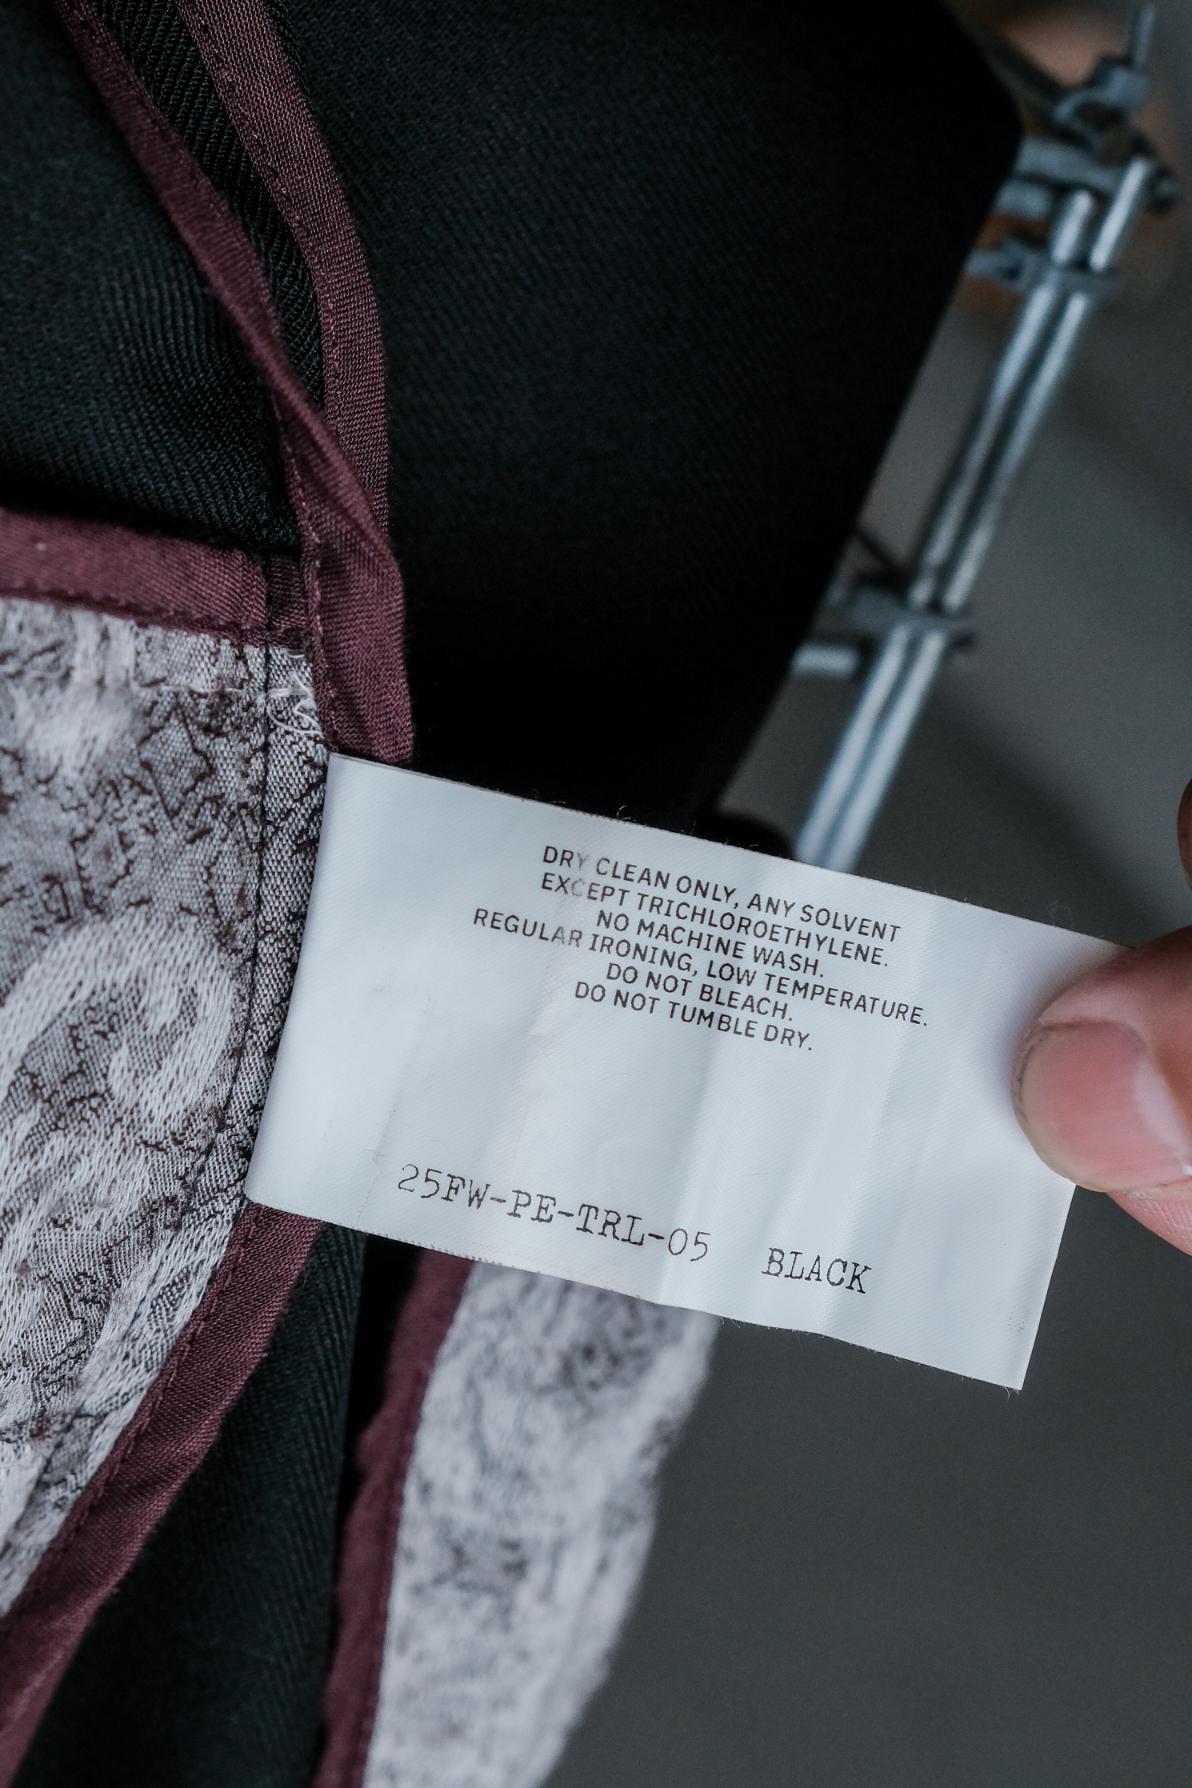 DRY CLEAN ONLY, ANY SOLVENT
EXCEPT TRICHLOROETHYLENE.
NO MACHINE WASH.
REGULAR IRONING, LOW TEMPERATURE.
DO NOT BLEACH.
DO NOT TUMBLE DRY.
25FW-PE-TRL-05 BLACK